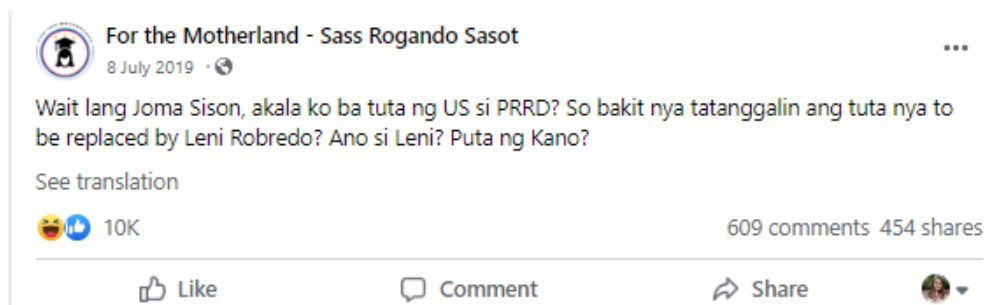 For the Motherland - Sass Rogando Sasot
8 July 2019 ·
Wait lang Joma Sison, akala ko ba tuta ng US si PRRD? So bakit nya tatanggalin ang tuta nya to
be replaced by Leni Robredo? Ano si Leni? Puta ng Kano?
See translation
10K 609 comments 454 shares
Like Comment Share